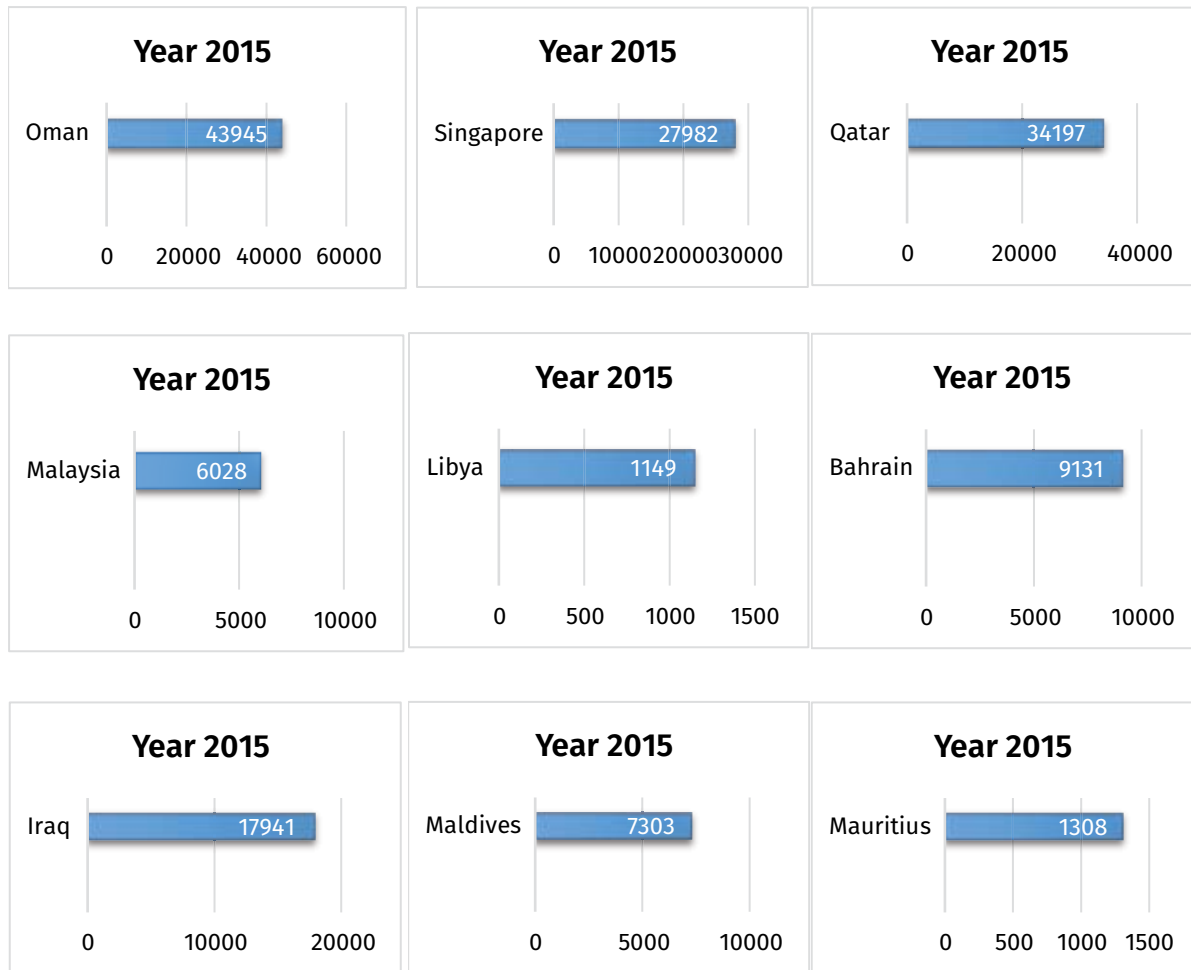 Year 2015
Oman
43945
0 20000 40000 60000
Year 2015
Singapore
27982
0 10000 20000 30000
Year 2015
Qatar
34197
0 20000 40000
Year 2015
Malaysia
6028
0 5000 10000
Year 2015
Libya
1149
0 500 1000 1500
Year 2015
Bahrain
9131
0 5000 10000
Year 2015
Iraq
17941
0 10000 20000
Year 2015
Maldives
7303
0 5000 10000
Year 2015
Mauritius
1308
0 500 1000 1500